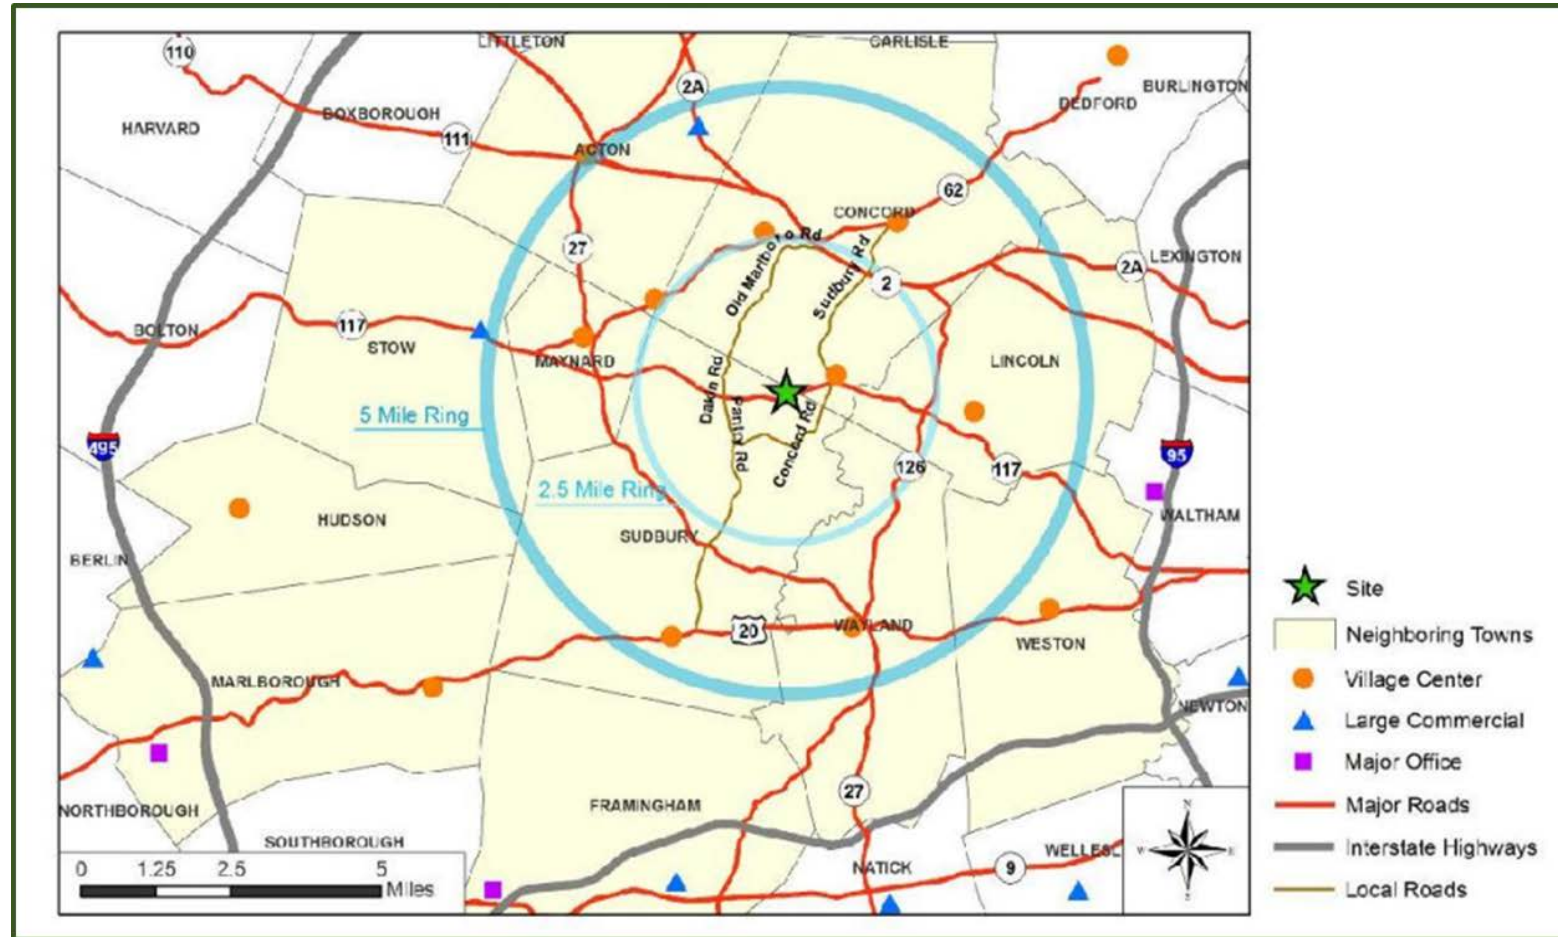 LITTLETON
CARLISLE
110
2A
BURLINGTON
BOXBOROUGH
DEDFORD
HARVARD
111
ACTON
62
CONCORD
27
Old Marlboro Rd
Sudbury Rd
2
2A
LEXINGTON
BOLTON
117
STOW
MAYNARD
LINCOLN
Dakin Rd
5 Mile Ring
Pantry Rd
Concord Rd
495
95
126
117
2.5 Mile Ring
HUDSON
WALTHAM
SUDBURY
BERLIN
20
WAYLAND
WESTON
MARLBOROUGH
NEWTON
27
NORTHBOROUGH
FRAMINGHAM
SOUTHBOROUGH
NATICK
9
WELLESL
0 1.25 2.5 5
Miles
N
W E
S
Site
Neighboring Towns
Village Center
Large Commercial
Major Office
Major Roads
Interstate Highways
Local Roads